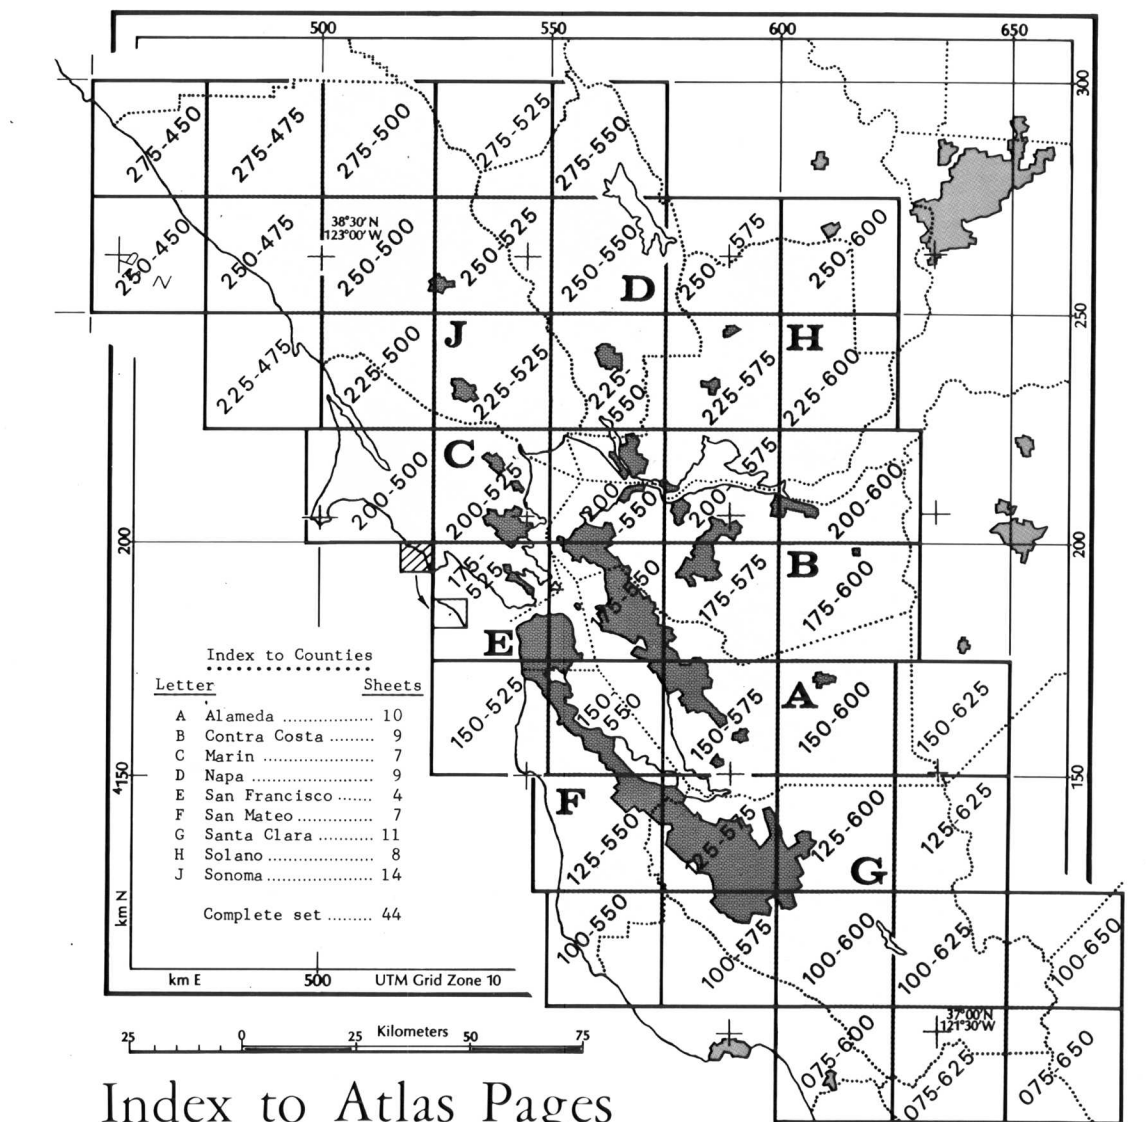 500 550 600 650
300
275-450 275-475 275-500 275-525 275-550
38°30'N
123°00'W
250-450 250-475 250-500 250-525 250-550 250-575 250-600
D
250
J H
225-475 225-500 225-525 225-550 225-575 225-600
C
200-500 200-525 200-550 200-575 200-600
200 200
B
175-525 175-550 175-575 175-600
E
A
150-525 150-550 150-575 150-600 150-625
Index to Counties
Letter Sheets
A Alameda ................ 10
B Contra Costa ......... 9
C Marin ................... 7
D Napa .................... 9
E San Francisco ...... 4
F San Mateo ............. 7
G Santa Clara .......... 11
H Solano .................. 8
J Sonoma ................. 14
Complete set ........ 44
4150 150
F
125-550 125-575 125-600 125-625
G
km N
100-550 100-575 100-600 100-625 100-650
km E 500 UTM Grid Zone 10
37°00'N
121°30'W
075-600 075-625 075-650
Kilometers
25 0 25 50 75
Index to Atlas Pages